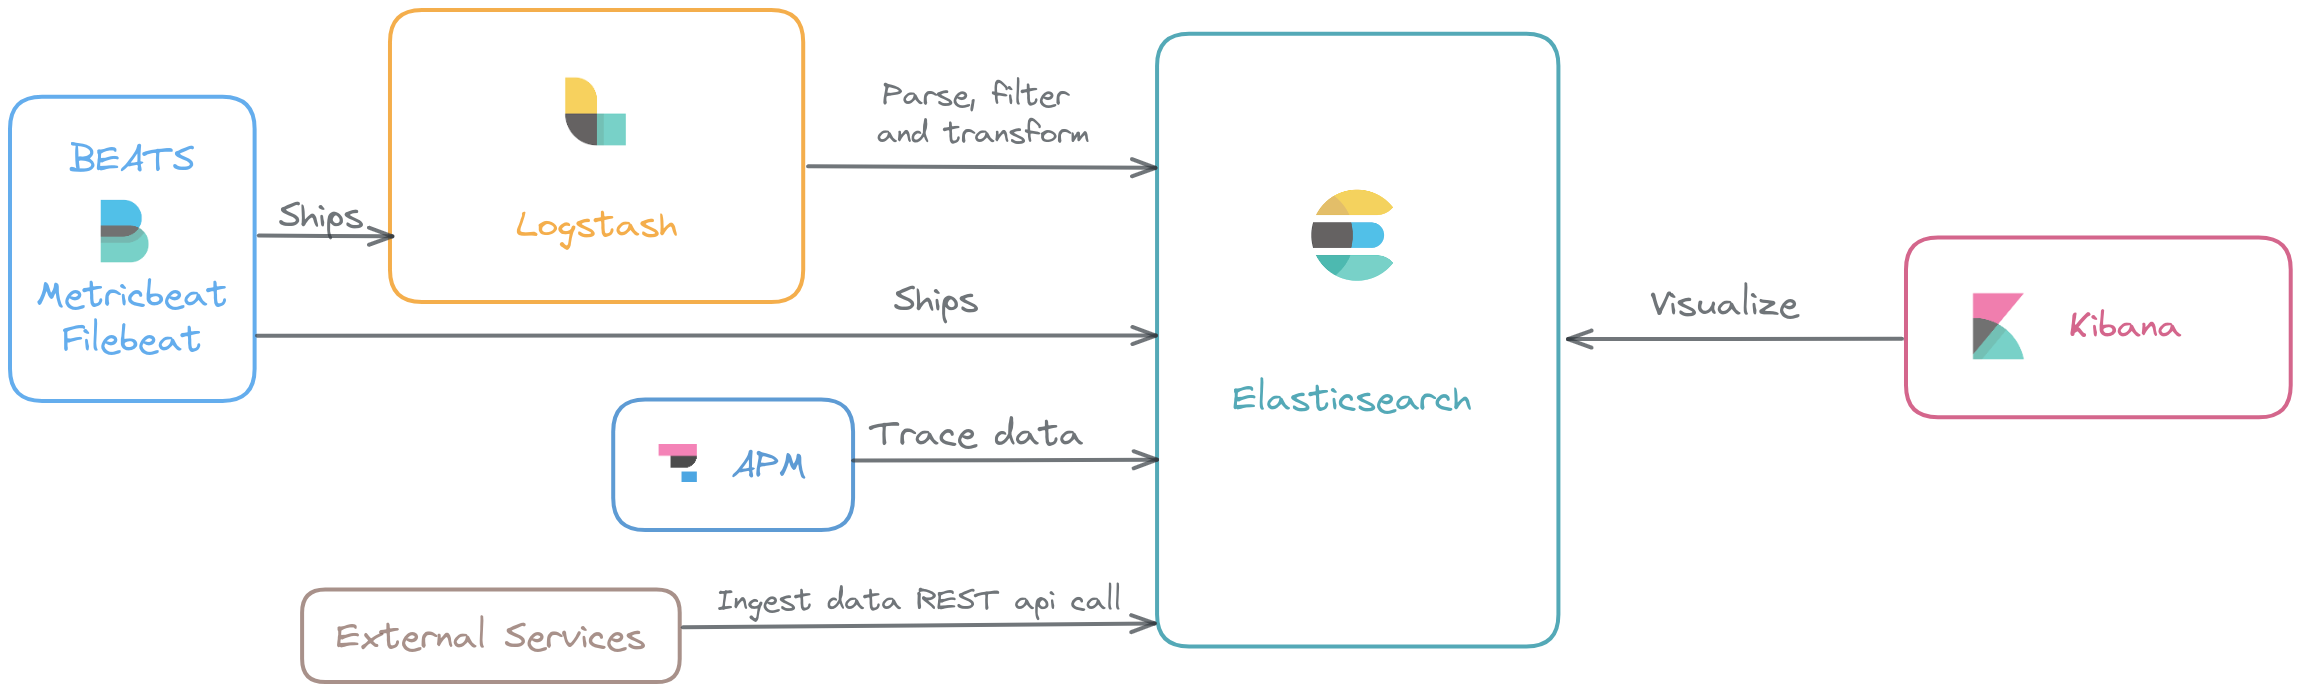 BEATS
Metricbeat
Filebeat
Ships
Logstash
Parse, filter
and transform
Ships
APM
Trace data
External Services
Ingest data REST api call
Elasticsearch
Visualize
Kibana